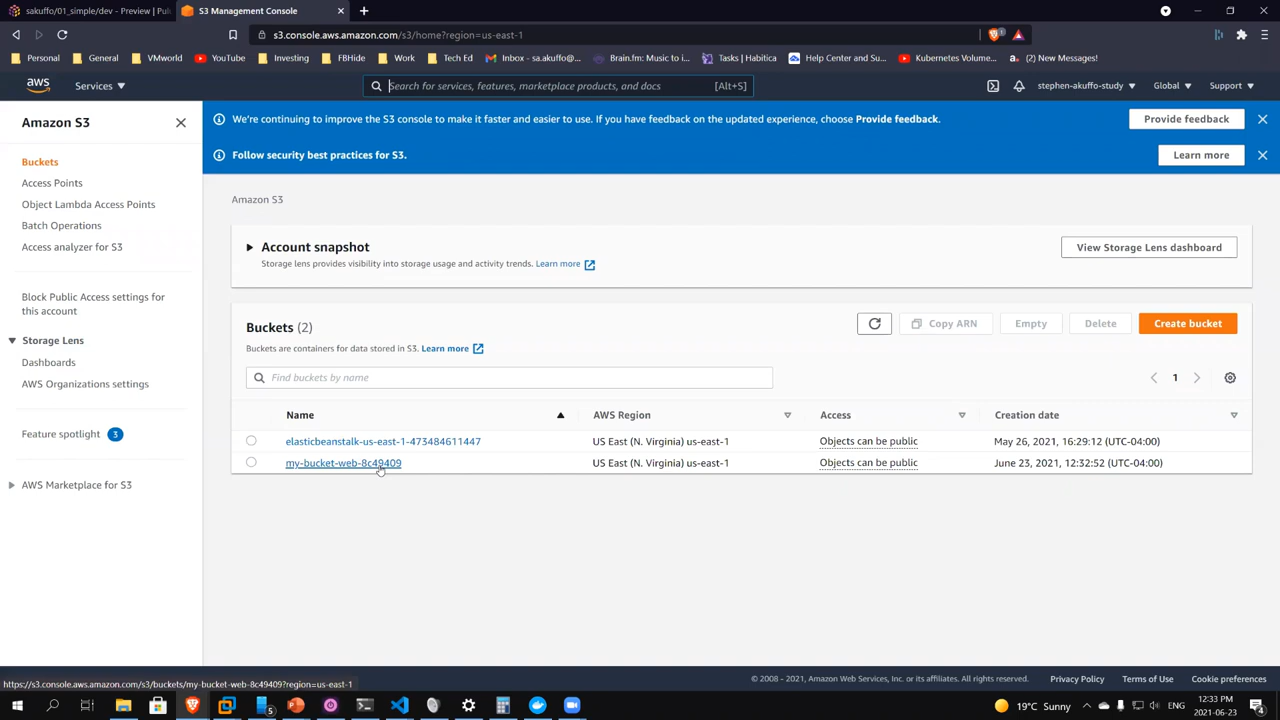 sakuffo/01_simple/dev - Preview | Pul
S3 Management Console
s3.console.aws.amazon.com/s3/home?region=us-east-1
Personal
General
VMworld
YouTube
Investing
FBHide
Work
Tech Ed
Inbox - sa.akuffo@...
Brain.fm: Music to i...
Tasks | Habitica
Help Center and Su...
Kubernetes Volume...
(2) New Messages!
aws
Services
Search for services, features, marketplace products, and docs
[Alt+S]
stephen-akuffo-study
Global
Support
Amazon S3
Buckets
Access Points
Object Lambda Access Points
Batch Operations
Access analyzer for S3
Block Public Access settings for
this account
Storage Lens
Dashboards
AWS Organizations settings
Feature spotlight 3
AWS Marketplace for S3
We're continuing to improve the S3 console to make it faster and easier to use. If you have feedback on the updated experience, choose Provide feedback.
Provide feedback
Follow security best practices for S3.
Learn more
Amazon S3
Account snapshot
Storage lens provides visibility into storage usage and activity trends. Learn more
View Storage Lens dashboard
Buckets (2)
Buckets are containers for data stored in S3. Learn more
Copy ARN
Empty
Delete
Create bucket
Find buckets by name
1
Name AWS Region Access Creation date
elasticbeanstalk-us-east-1-473484611447 US East (N. Virginia) us-east-1 Objects can be public May 26, 2021, 16:29:12 (UTC-04:00)
my-bucket-web-8c49409 US East (N. Virginia) us-east-1 Objects can be public June 23, 2021, 12:32:52 (UTC-04:00)
https://s3.console.aws.amazon.com/s3/buckets/my-bucket-web-8c49409?region=us-east-1
© 2008 - 2021, Amazon Web Services, Inc. or its affiliates. All rights reserved.
Privacy Policy
Terms of Use
Cookie preferences
5
19°C Sunny
12:33 PM
2021-06-23
4